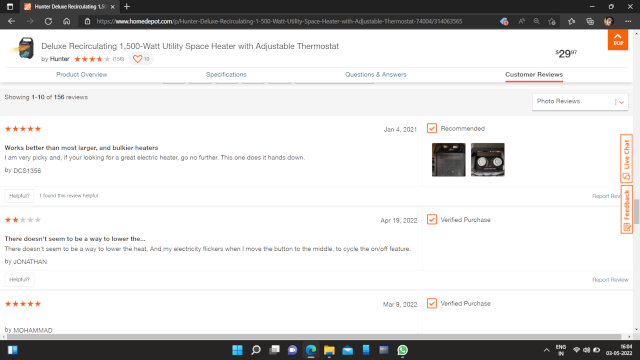 Hunter Deluxe Recirculating 1,50
https://www.homedepot.com/p/Hunter-Deluxe-Recirculating-1-500-Watt-Utility-Space-Heater-with-Adjustable-Thermostat-74004/314063565
Deluxe Recirculating 1,500-Watt Utility Space Heater with Adjustable Thermostat
by Hunter (156) 16
$29.97
TOP
Product Overview Specifications Questions & Answers Customer Reviews
Showing 1-10 of 156 reviews
Photo Reviews
Jan 4, 2021
Recommended
Works better than most larger, and bulkier heaters
I am very picky and, if your looking for a great electric heater, go no further. This one does it hands down.
by DCS1356
Helpful? 1 found this review helpful
Report Review
Live Chat
Feedback
Apr 19, 2022
Verified Purchase
There doesn't seem to be a way to lower the...
There doesn't seem to be a way to lower the heat, And my electricity flickers when I move the button to the middle, to cycle the on/off feature.
by JONATHAN
Helpful?
Report Review
Mar 9, 2022
Verified Purchase
by MOHAMMAD
ENG
IN
16:04
03-05-2022